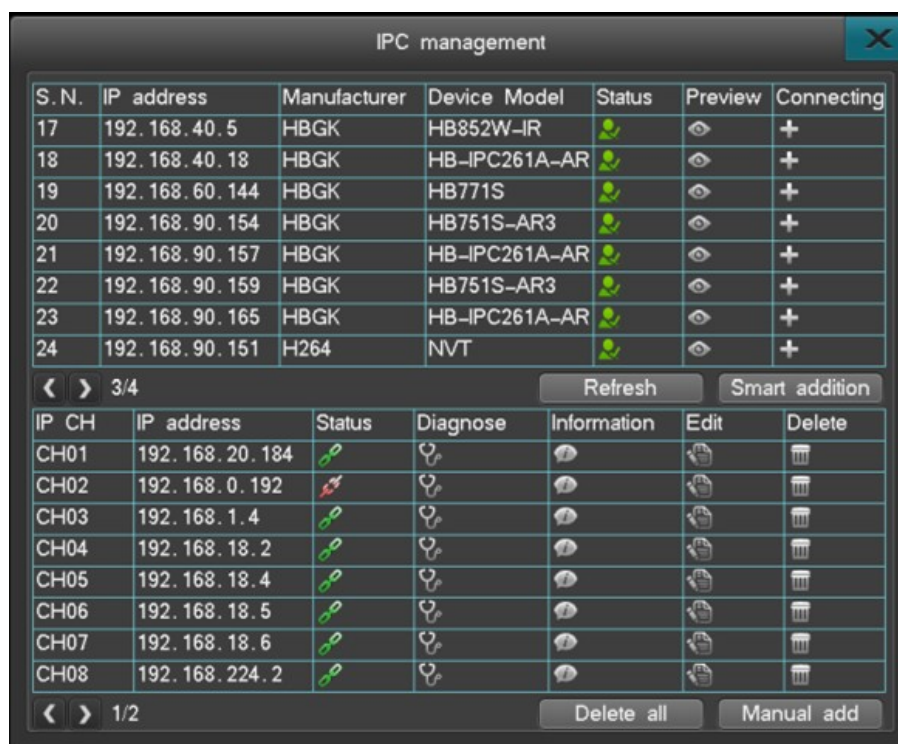 IPC management
S.N. IP address Manufacturer Device Model Status Preview Connecting
17 192.168.40.5 HBGK HB852W-IR
18 192.168.40.18 HBGK HB-IPC261A-AR
19 192.168.60.144 HBGK HB771S
20 192.168.90.154 HBGK HB751S-AR3
21 192.168.90.157 HBGK HB-IPC261A-AR
22 192.168.90.159 HBGK HB751S-AR3
23 192.168.90.165 HBGK HB-IPC261A-AR
24 192.168.90.151 H264 NVT
3/4 Refresh Smart addition
IP CH IP address Status Diagnose Information Edit Delete
CH01 192.168.20.184
CH02 192.168.0.192
CH03 192.168.1.4
CH04 192.168.18.2
CH05 192.168.18.4
CH06 192.168.18.5
CH07 192.168.18.6
CH08 192.168.224.2
1/2 Delete all Manual add